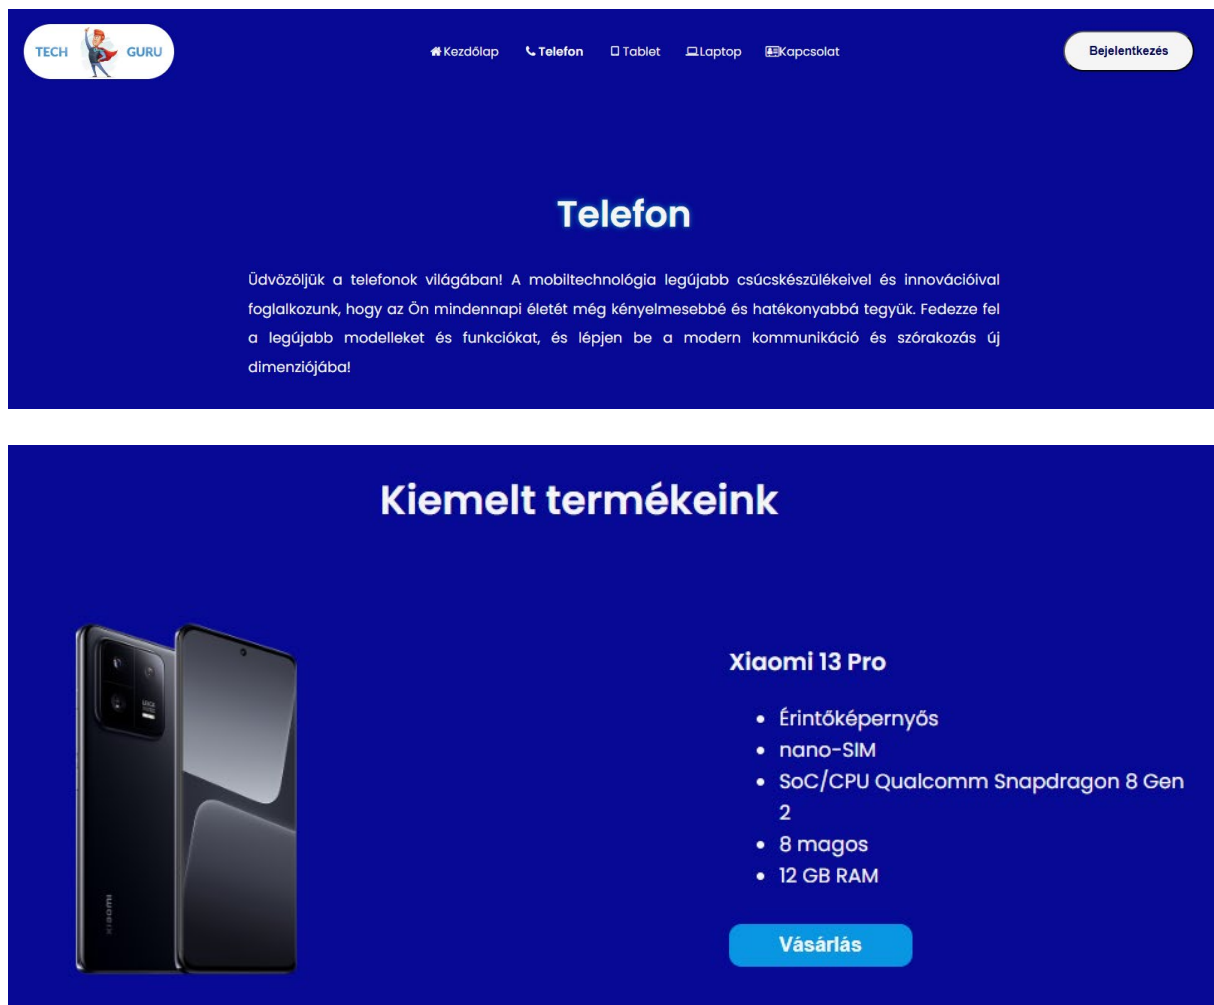 TECH GURU
Kezdőlap Telefon Tablet Laptop Kapcsolat
Bejelentkezés
Telefon
Üdvözöljük a telefonok világában! A mobiltechnológia legújabb csúcskészülékeivel és innovációival
foglalkozunk, hogy az Ön mindennapi életét még kényelmesebbé és hatékonyabbá tegyük. Fedezze fel
a legújabb modelleket és funkciókat, és lépjen be a modern kommunikáció és szórakozás új
dimenziójába!
Kiemelt termékeink
xiaomi
Xiaomi 13 Pro
• Érintőképernyős
• nano-SIM
• SoC/CPU Qualcomm Snapdragon 8 Gen
2
• 8 magos
• 12 GB RAM
Vásárlás